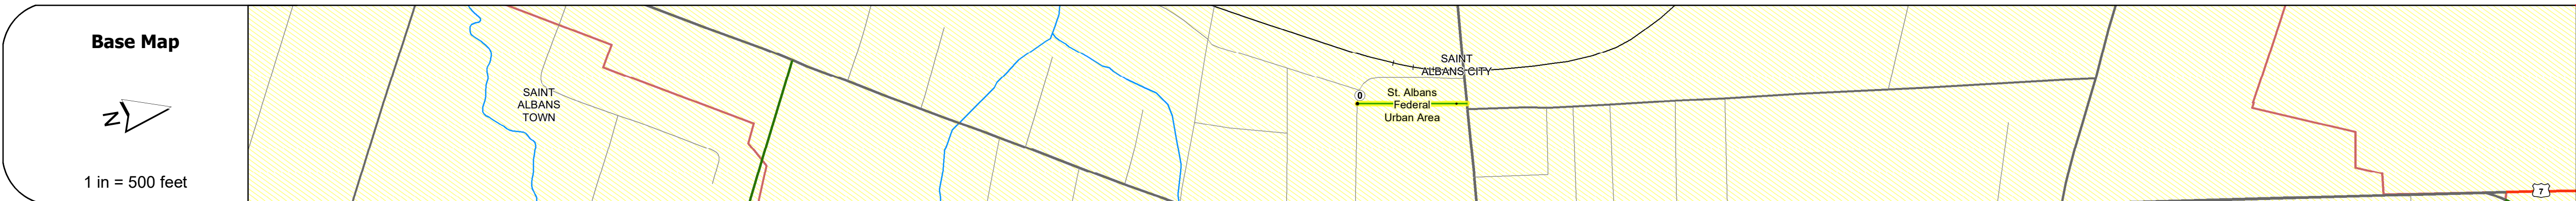 Base Map
N
1 in = 500 feet
SAINT
ALBANS
TOWN
SAINT
ALBANS CITY
0
St. Albans
Federal
Urban Area
7